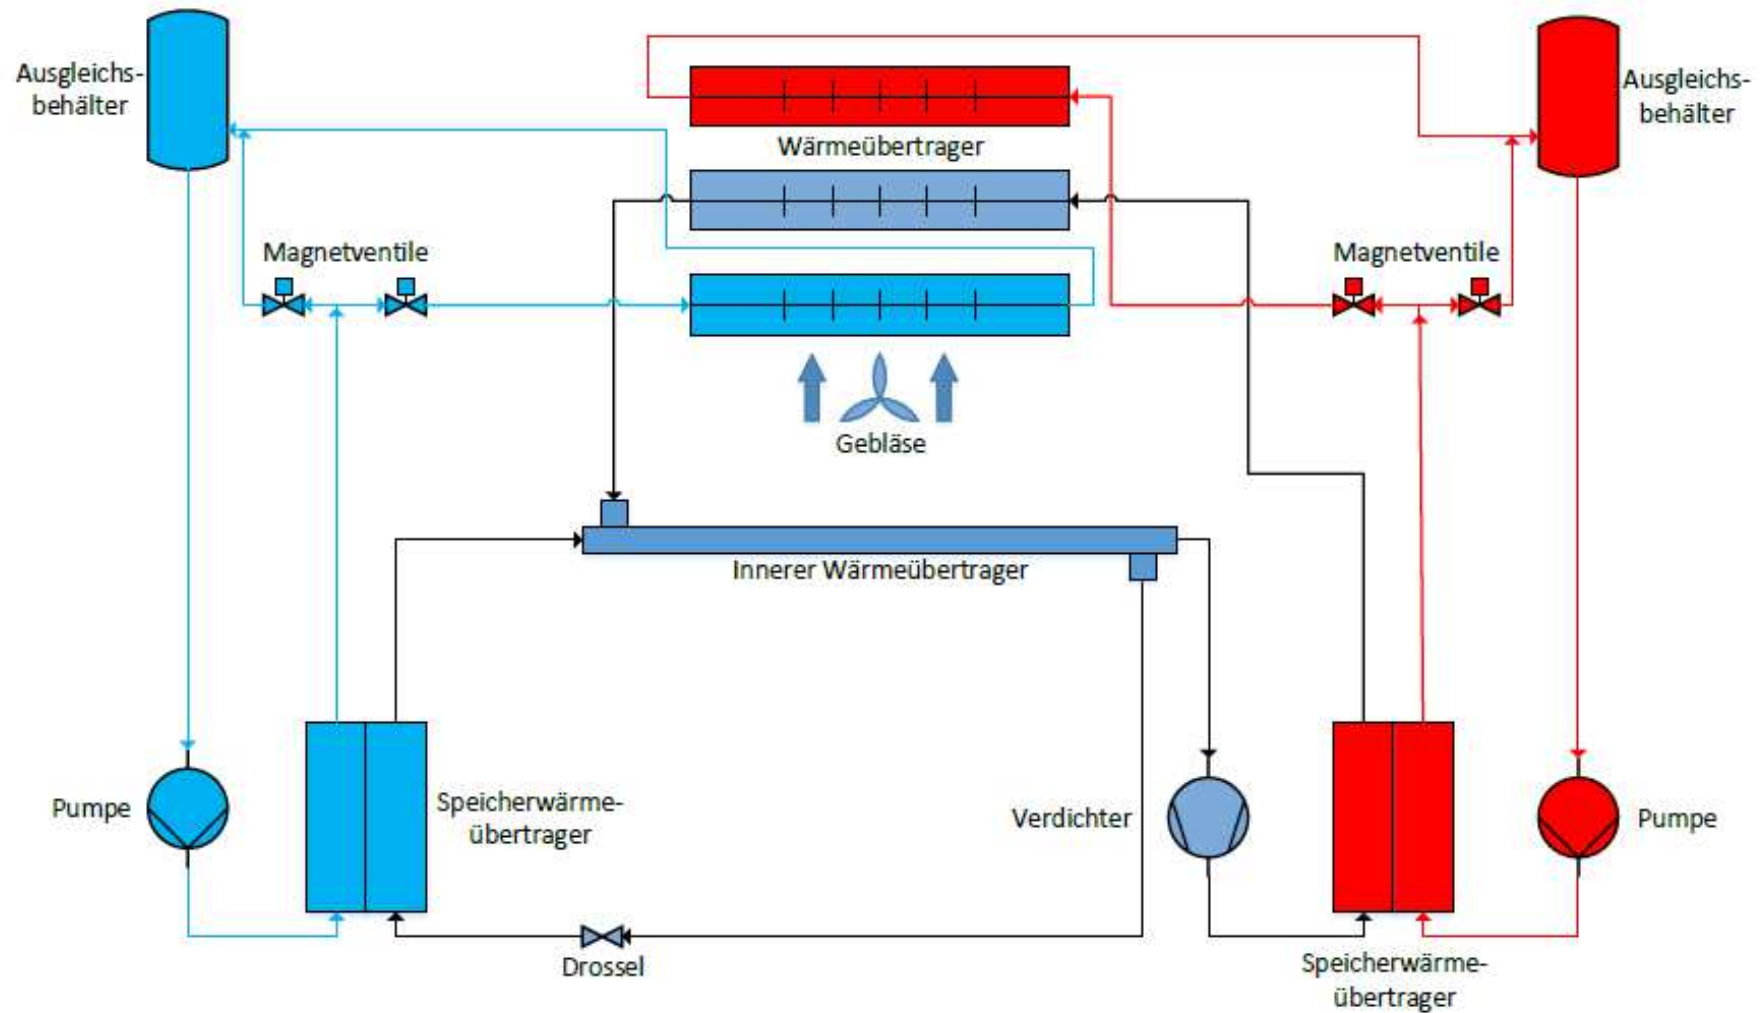 Ausgleichs-
behälter
Ausgleichs-
behälter
Wärmeübertrager
Magnetventile
Magnetventile
Gebläse
Innerer Wärmeübertrager
Pumpe
Speicherwärme-
übertrager
Verdichter
Pumpe
Drossel
Speicherwärme-
übertrager